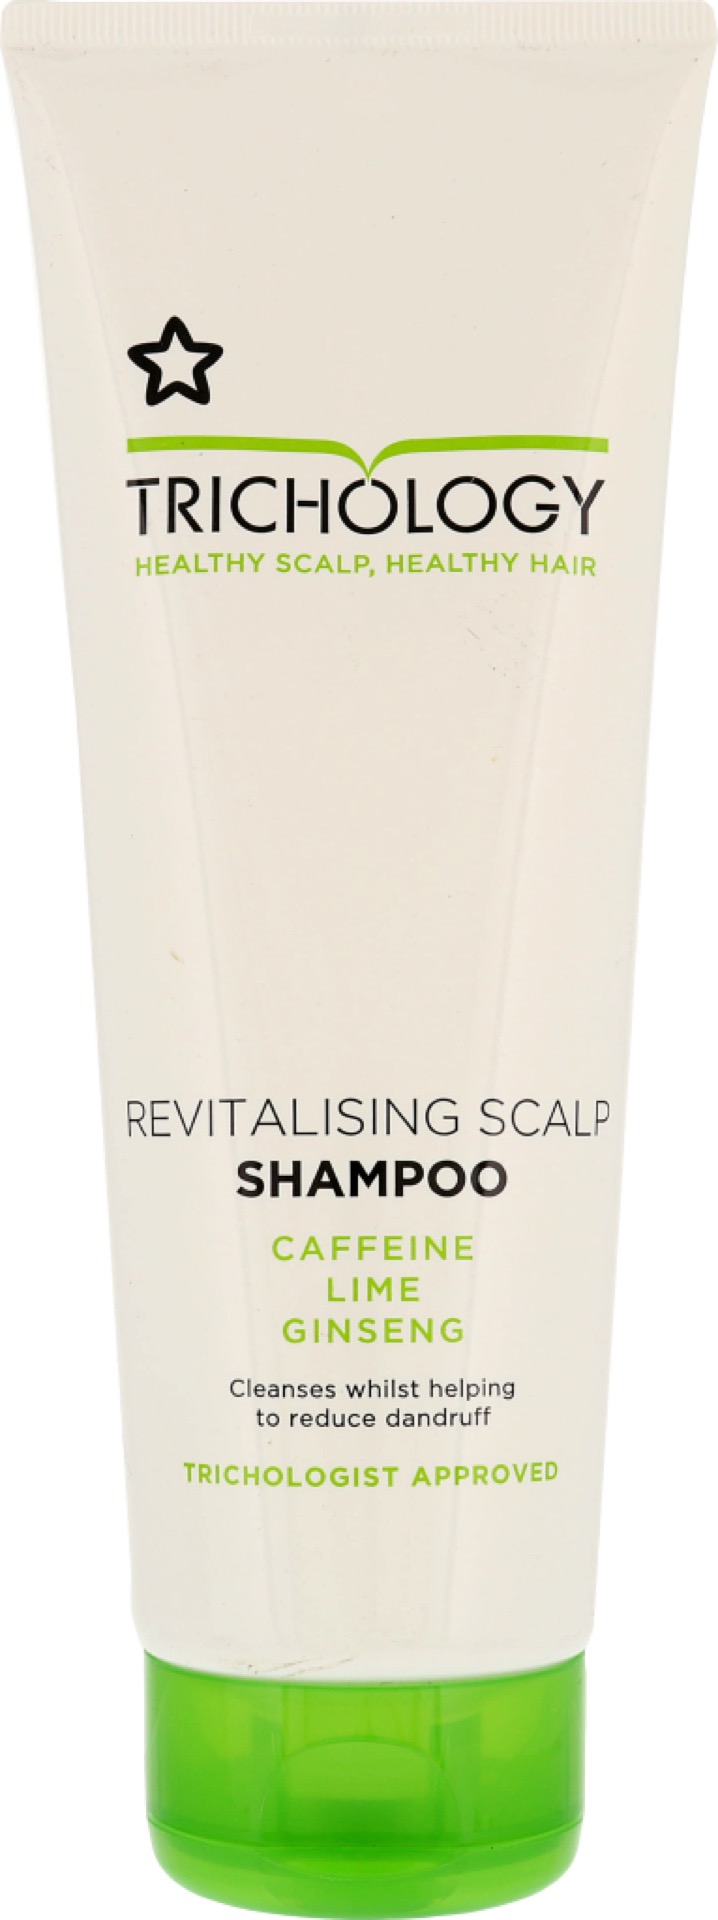 TRICHOLOGY
HEALTHY SCALP, HEALTHY HAIR
REVITALISING SCALP
SHAMPOO
CAFFEINE
LIME
GINSENG
Cleanses whilst helping
to reduce dandruff
TRICHOLOGIST APPROVED